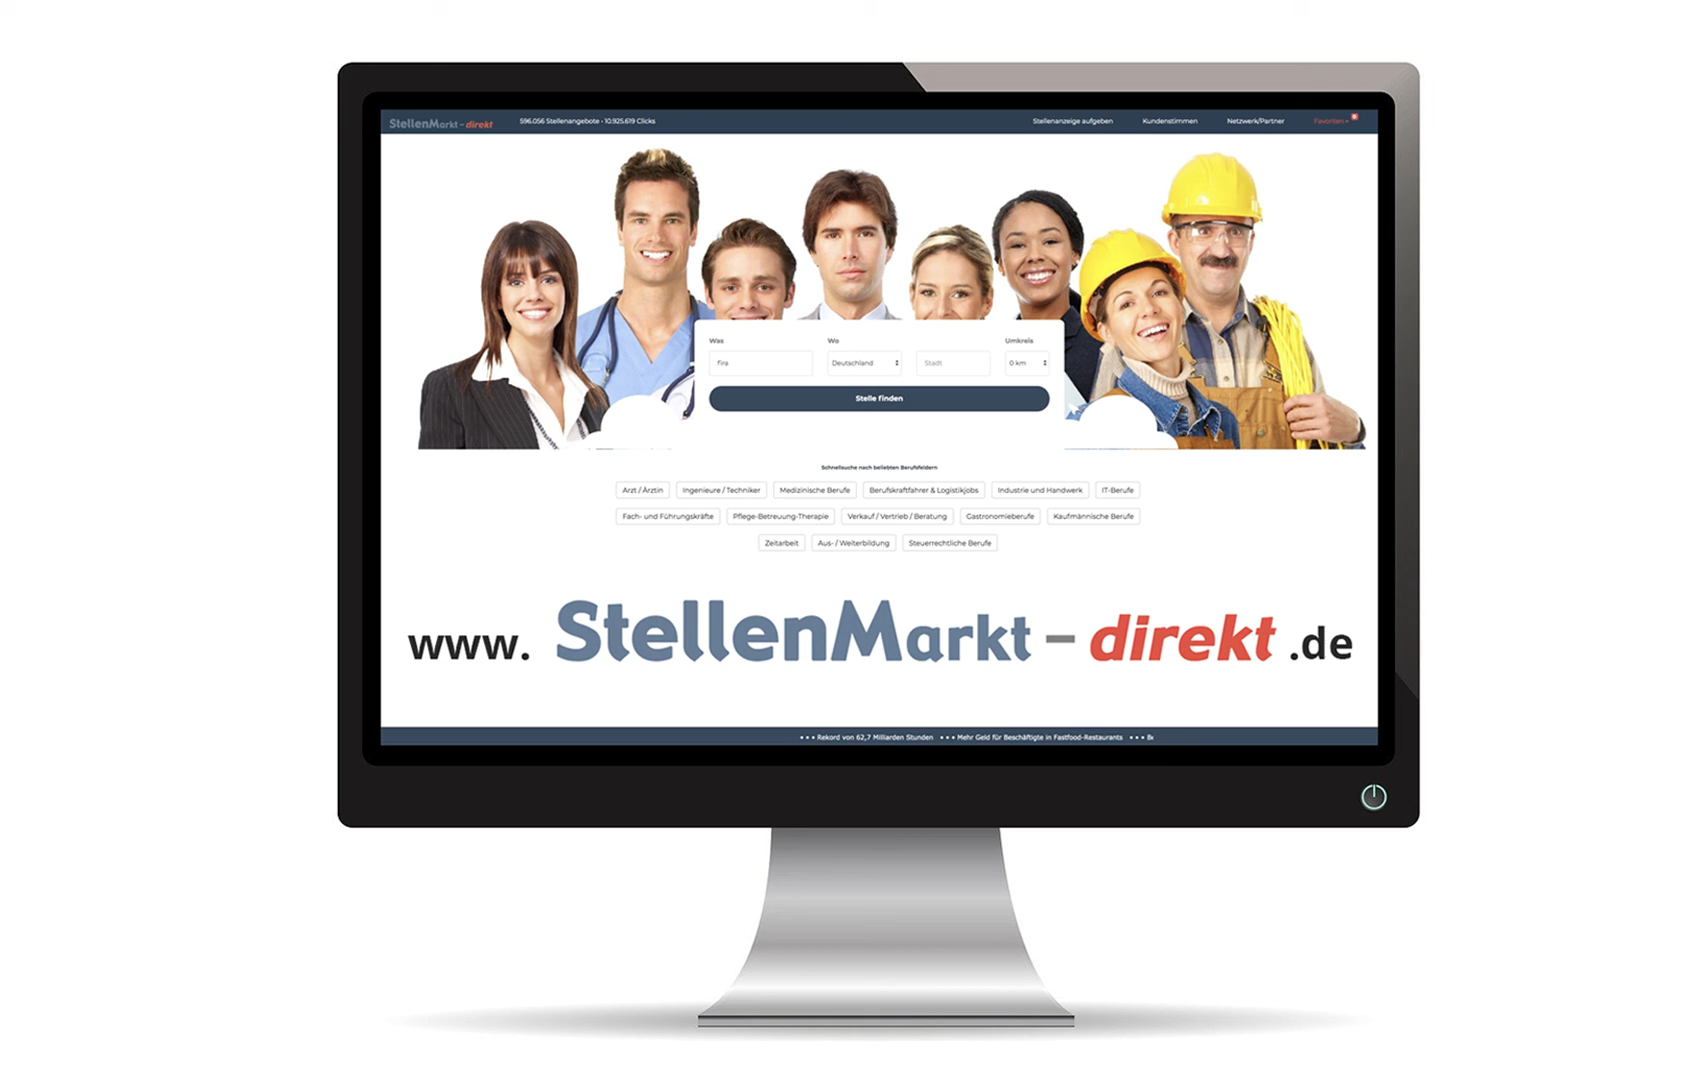 StellenMarkt - direkt 596.056 Stellenangebote - 10.925.619 Clicks Stellenanzeige aufgeben Kundenstimmen Netzwerk/Partner Favoriten » 0
Was Wo Umkreis
fira Deutschland Stadt 0 km
Stelle finden
Schnellsuche nach beliebten Berufsfeldern
Arzt / Ärztin Ingenieure / Techniker Medizinische Berufe Berufskraftfahrer & Logistikjobs Industrie und Handwerk IT-Berufe
Fach- und Führungskräfte Pflege-Betreuung-Therapie Verkauf / Vertrieb / Beratung Gastronomieberufe Kaufmännische Berufe
Zeitarbeit Aus- / Weiterbildung Steuerrechtliche Berufe
www. StellenMarkt - direkt .de
• • • Rekord von 62,7 Milliarden Stunden • • • Mehr Geld für Beschäftigte in Fastfood-Restaurants • • •